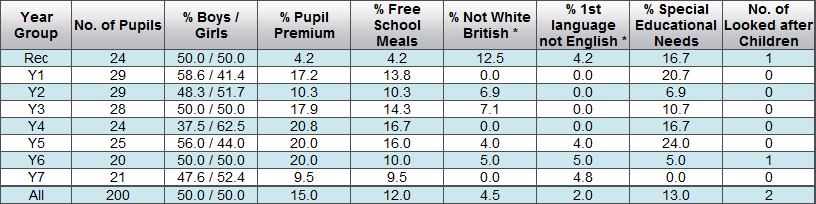 Year Group No. of Pupils % Boys / Girls % Pupil Premium % Free School Meals % Not White British * % 1st language not English * % Special Educational Needs No. of Looked after Children
Rec 24 50.0 / 50.0 4.2 4.2 12.5 4.2 16.7 1
Y1 29 58.6 / 41.4 17.2 13.8 0.0 0.0 20.7 0
Y2 29 48.3 / 51.7 10.3 10.3 6.9 0.0 6.9 0
Y3 28 50.0 / 50.0 17.9 14.3 7.1 0.0 10.7 0
Y4 24 37.5 / 62.5 20.8 16.7 0.0 0.0 16.7 0
Y5 25 56.0 / 44.0 20.0 16.0 4.0 4.0 24.0 0
Y6 20 50.0 / 50.0 20.0 10.0 5.0 5.0 5.0 1
Y7 21 47.6 / 52.4 9.5 9.5 0.0 4.8 0.0 0
All 200 50.0 / 50.0 15.0 12.0 4.5 2.0 13.0 2